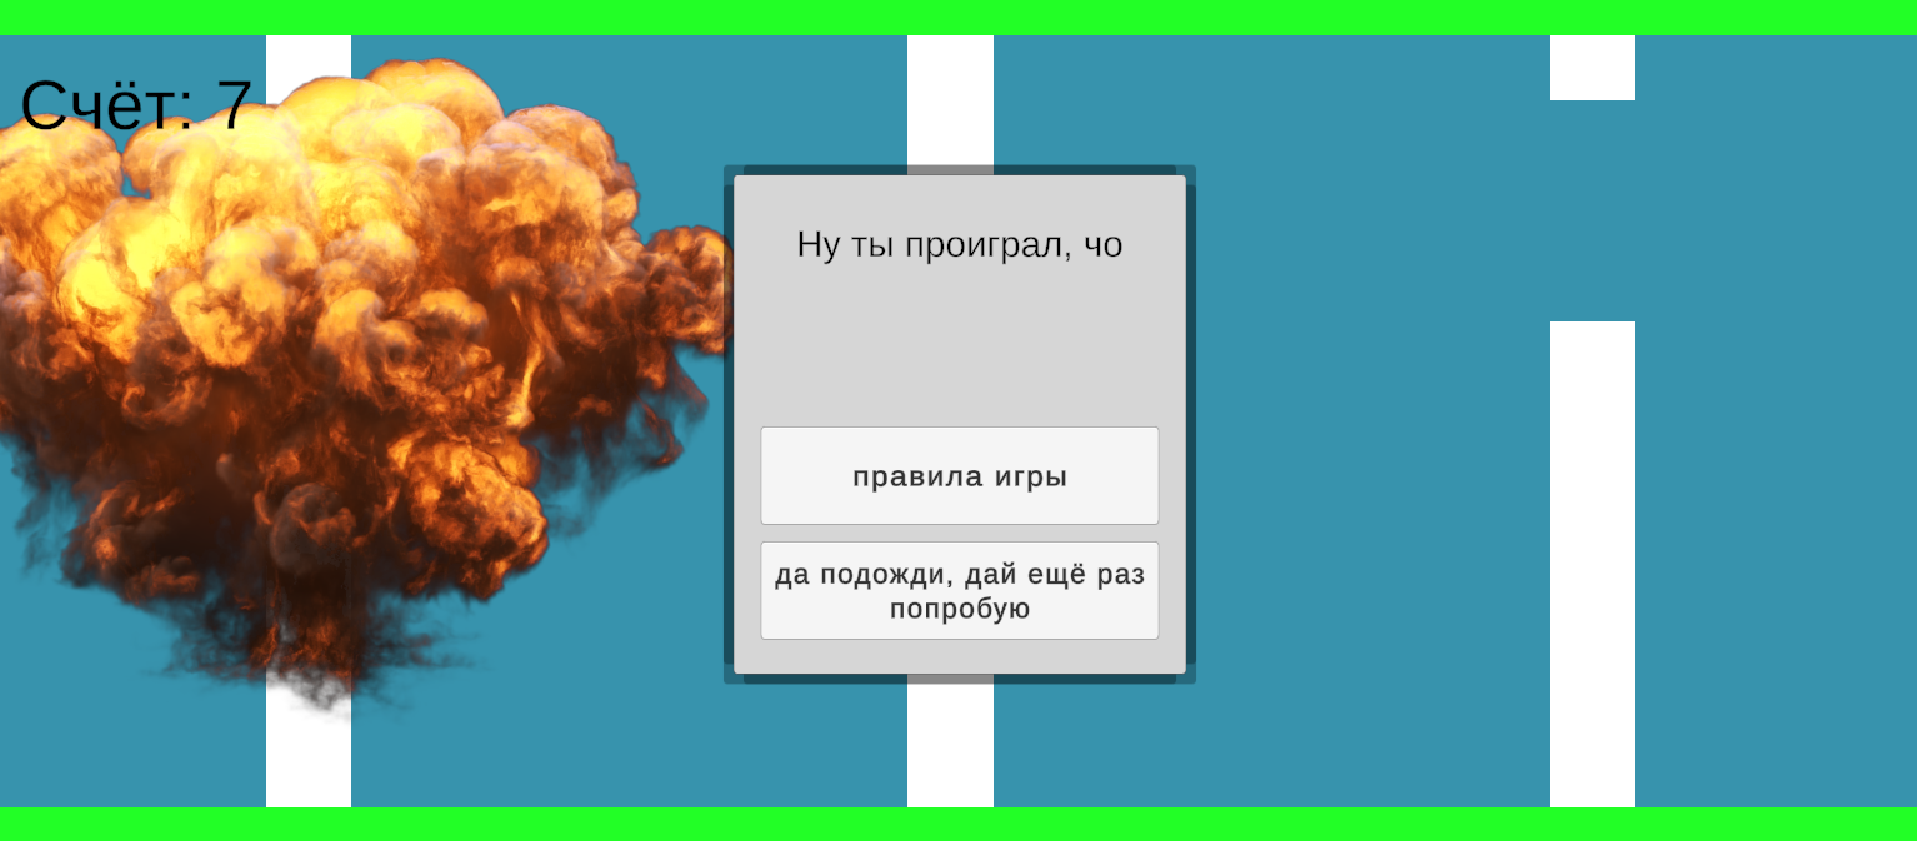 Счёт: 7
Ну ты проиграл, чо
правила игры
да подожди, дай ещё раз
попробую